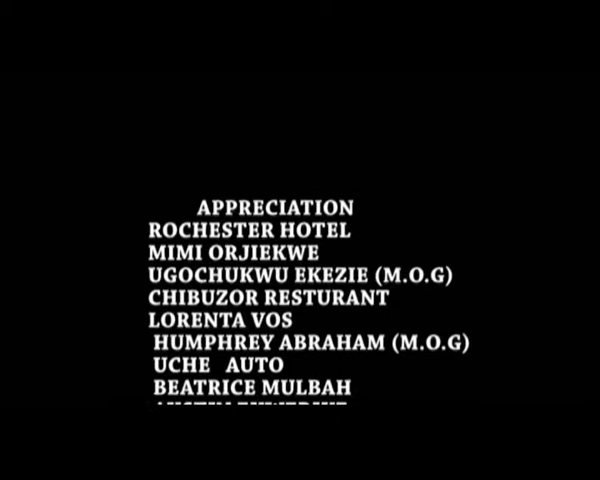 APPRECIATION
ROCHESTER HOTEL
MIMI ORJIEKWE
UGOCHUKWU EKEZIE (M.O.G)
CHIBUZOR RESTURANT
LORENTA VOS
HUMPHREY ABRAHAM (M.O.G)
UCHE AUTO
BEATRICE MULBAH